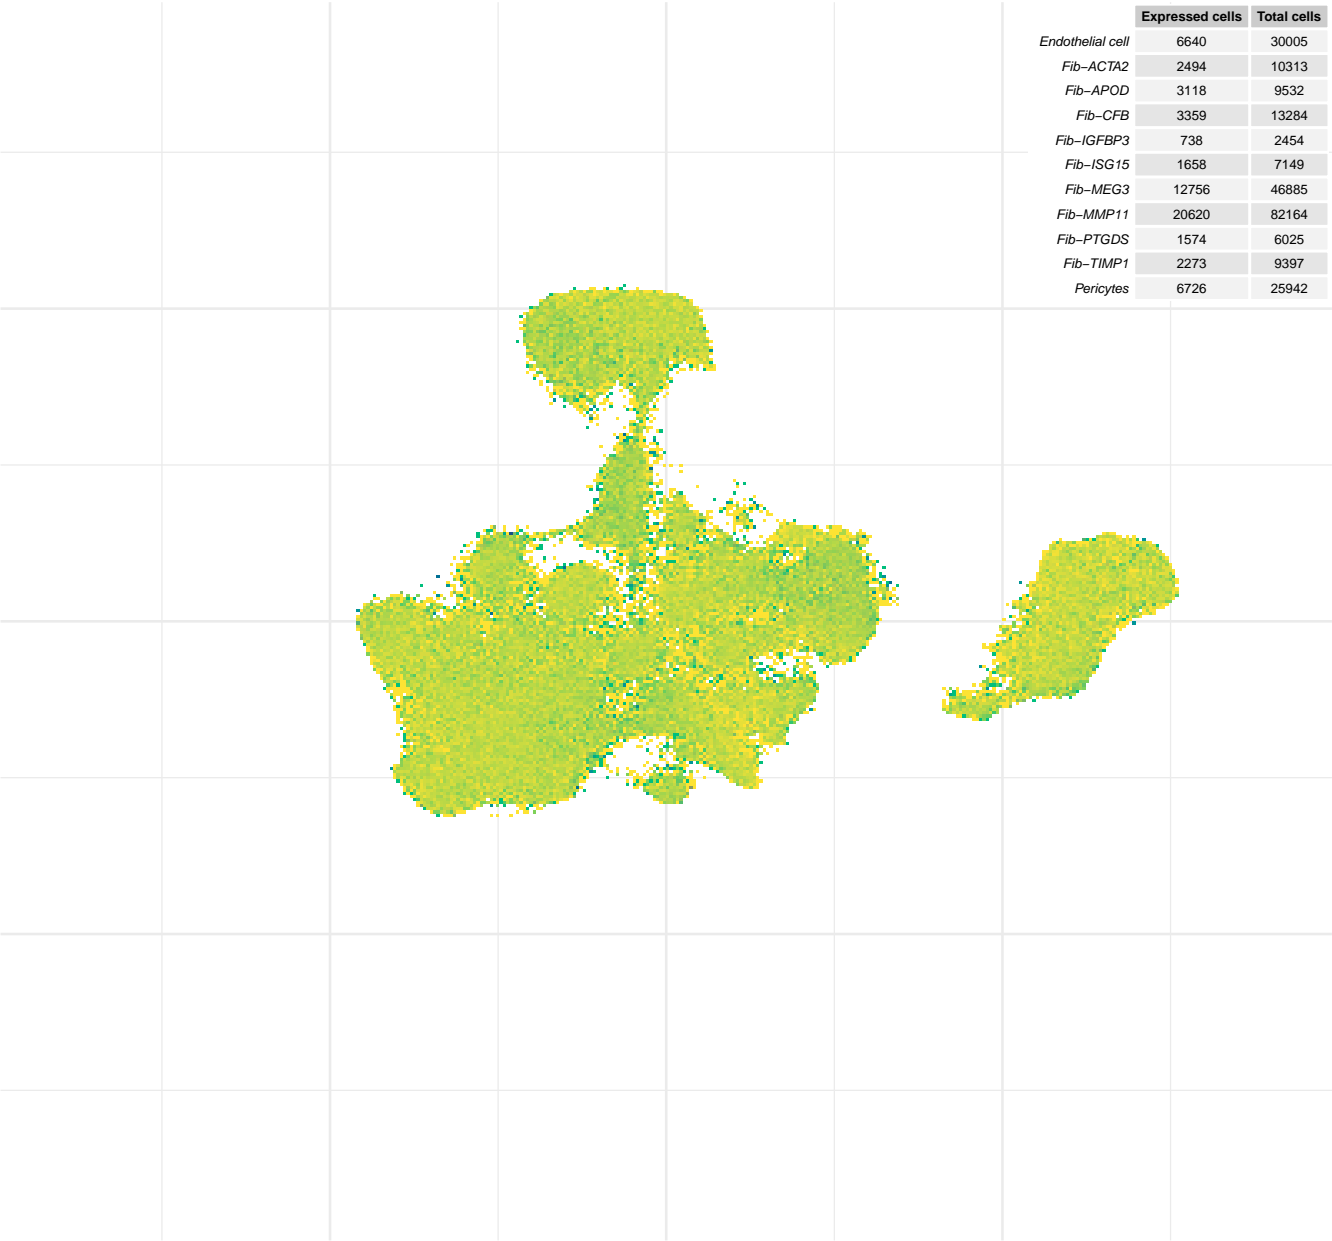 Expressed cells Total cells
Endothelial cell 6640 30005
Fib−ACTA2 2494 10313
Fib−APOD 3118 9532
Fib−CFB 3359 13284
Fib−IGFBP3 738 2454
Fib−ISG15 1658 7149
Fib−MEG3 12756 46885
Fib−MMP11 20620 82164
Fib−PTGDS 1574 6025
Fib−TIMP1 2273 9397
Pericytes 6726 25942